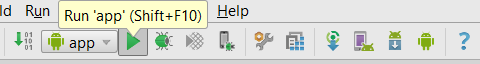 ld Run Help
Run 'app' (Shift+F10)
app ?